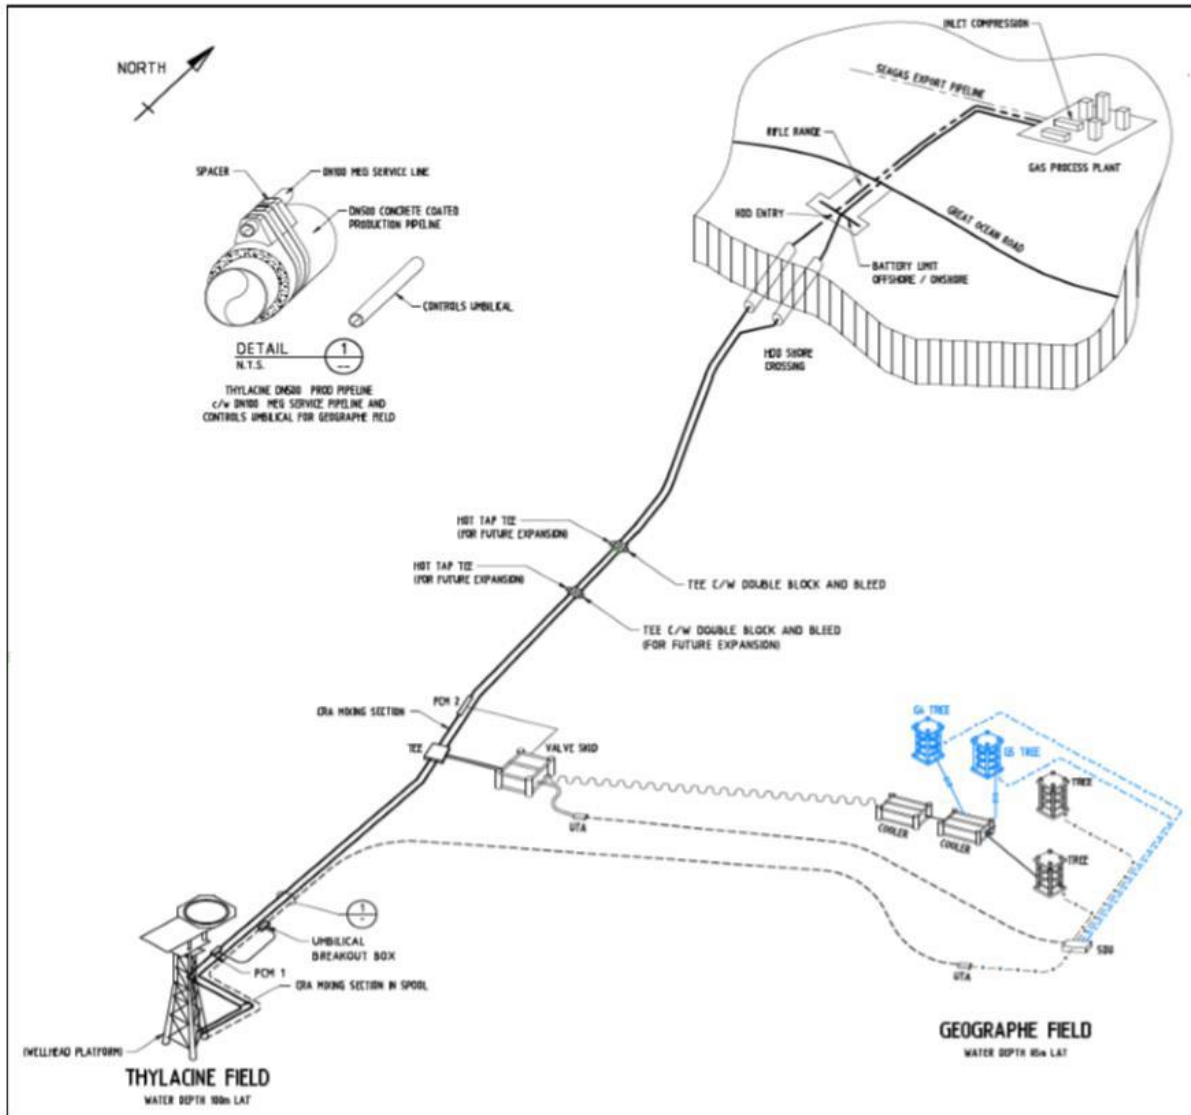 NORTH
INLET COMPRESSION
SEAGAS EXPORT PIPELINE
RIFLE RANGE
GAS PROCESS PLANT
SPACER
DN100 MEG SERVICE LINE
DN500 CONCRETE COATED
PRODUCTION PIPELINE
HDD ENTRY
GREAT OCEAN ROAD
BATTERY LIMIT
OFFSHORE / ONSHORE
CONTROLS UMBILICAL
DETAIL 1
N.T.S. --
HDD SHORE
CROSSING
THYLACINE DN500 PROD PIPELINE
c/w DN100 MEG SERVICE PIPELINE AND
CONTROLS UMBILICAL FOR GEOGRAPHE FIELD
HOT TAP TEE
(FOR FUTURE EXPANSION)
HOT TAP TEE
(FOR FUTURE EXPANSION)
TEE C/W DOUBLE BLOCK AND BLEED
TEE C/W DOUBLE BLOCK AND BLEED
(FOR FUTURE EXPANSION)
PCM 2
CRA MIXING SECTION
TEE
VALVE SKID
G4 TREE
G5 TREE
TREE
COOLER
COOLER
UTA
TREE
1
-
UMBILICAL
BREAKOUT BOX
PCM 1
CRA MIXING SECTION IN SPOOL
SDU
UTA
(WELLHEAD PLATFORM)
GEOGRAPHE FIELD
WATER DEPTH 85m LAT
THYLACINE FIELD
WATER DEPTH 100m LAT